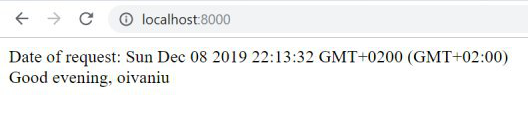 localhost:8000
Date of request: Sun Dec 08 2019 22:13:32 GMT+0200 (GMT+02:00)
Good evening, oivaniu